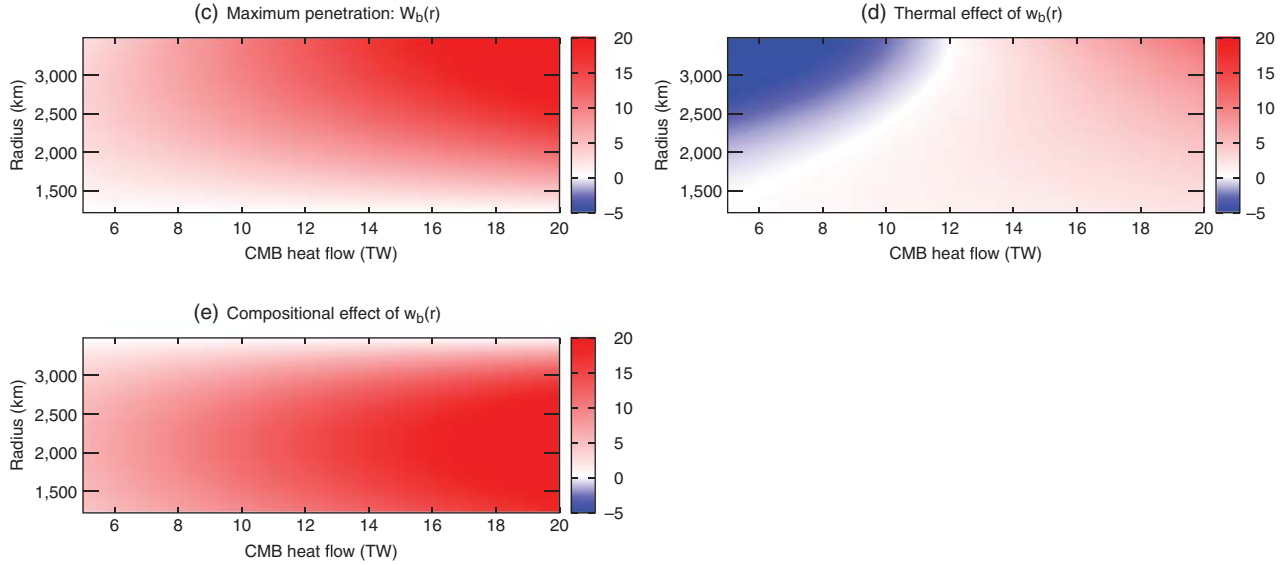 (c) Maximum penetration: W_b(r)
Radius (km)
3,000
2,500
2,000
1,500
6 8 10 12 14 16 18 20
CMB heat flow (TW)
20
15
10
5
0
−5
(d) Thermal effect of w_b(r)
Radius (km)
3,000
2,500
2,000
1,500
6 8 10 12 14 16 18 20
CMB heat flow (TW)
20
15
10
5
0
−5
(e) Compositional effect of w_b(r)
Radius (km)
3,000
2,500
2,000
1,500
6 8 10 12 14 16 18 20
CMB heat flow (TW)
20
15
10
5
0
−5